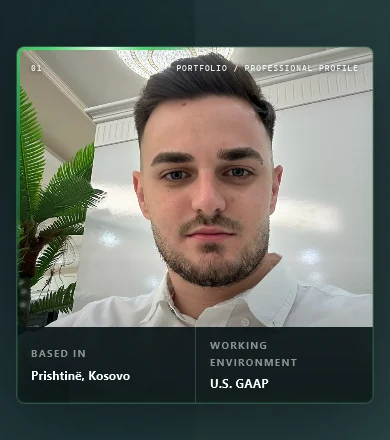 01
PORTFOLIO / PROFESSIONAL PROFILE
BASED IN
Prishtinë, Kosovo
WORKING
ENVIRONMENT
U.S. GAAP